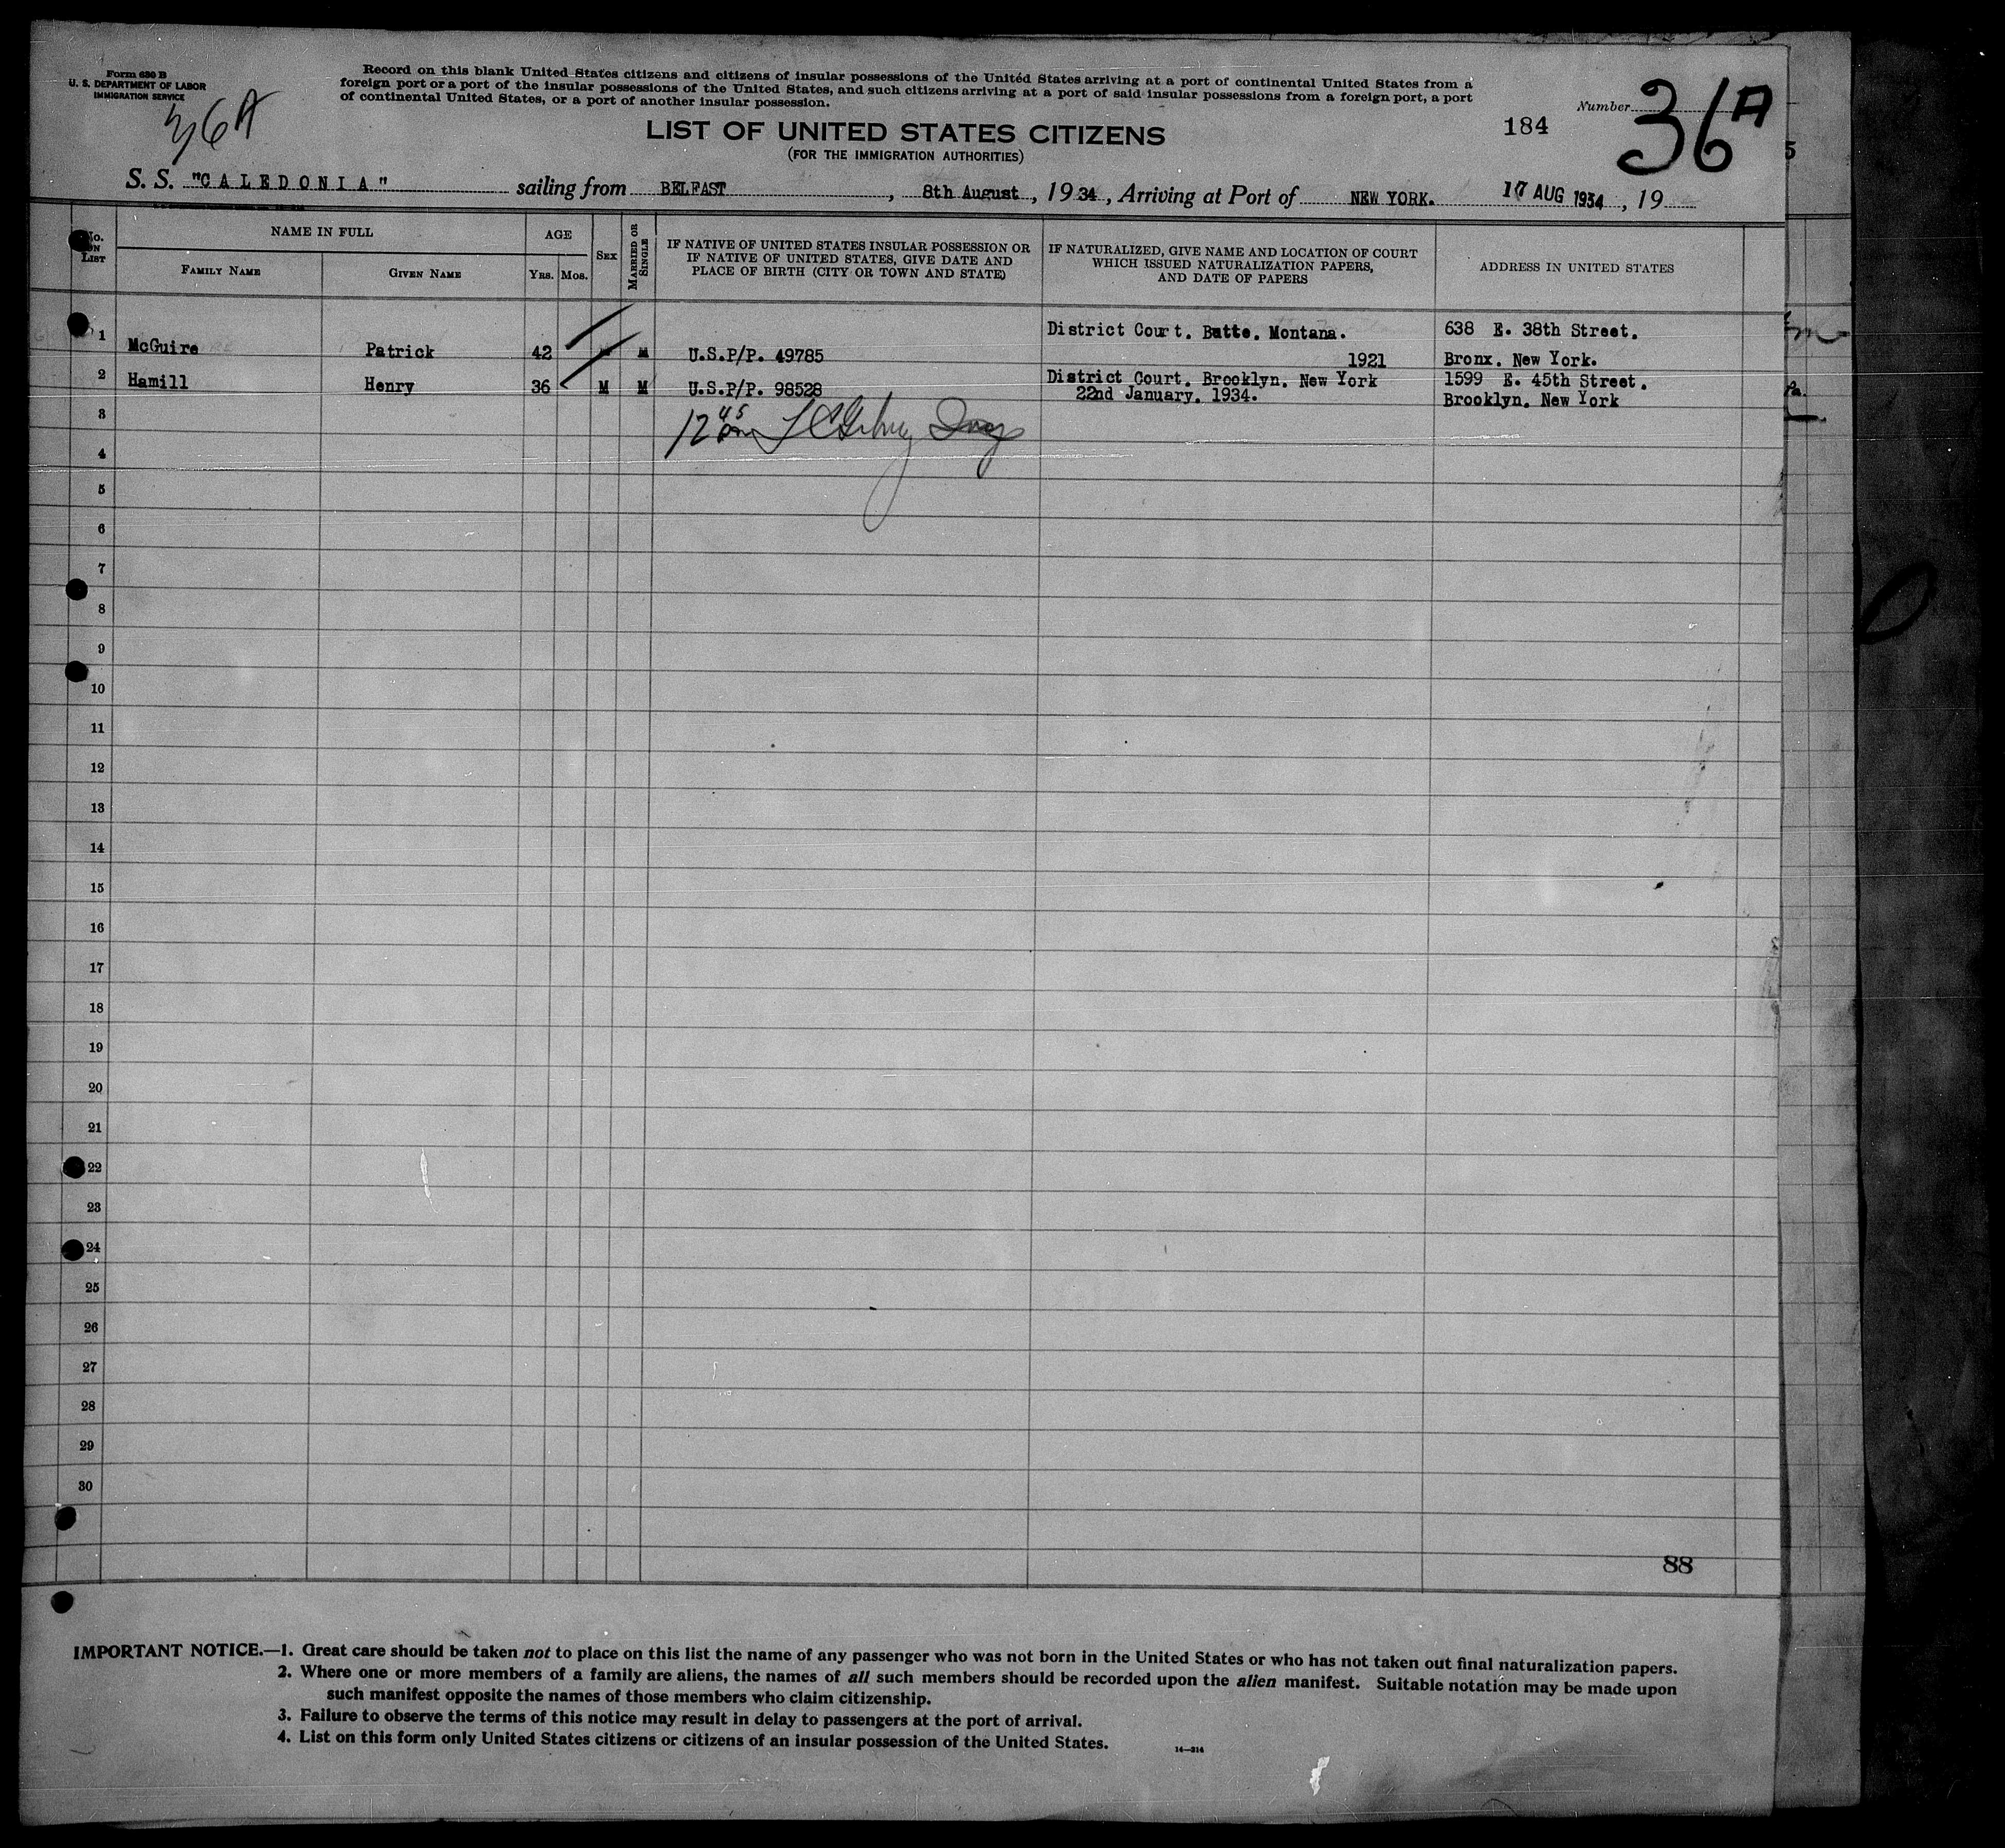 Form 630 B
U. S. DEPARTMENT OF LABOR
IMMIGRATION SERVICE
36A
Record on this blank United States citizens and citizens of insular possessions of the United States arriving at a port of continental United States from a
foreign port or a port of the insular possessions of the United States, and such citizens arriving at a port of said insular possessions from a foreign port, a port
of continental United States, or a port of another insular possession.
Number
36A
184
LIST OF UNITED STATES CITIZENS
(FOR THE IMMIGRATION AUTHORITIES)
S. S. "CALEDONIA" sailing from BELFAST, 8th August, 1934, Arriving at Port of NEW YORK. 17 AUG 1934, 19
No. ON LIST
NAME IN FULL
FAMILY NAME
GIVEN NAME
AGE
YRS. MOS.
SEX
MARRIED OR SINGLE
IF NATIVE OF UNITED STATES INSULAR POSSESSION OR
IF NATIVE OF UNITED STATES, GIVE DATE AND
PLACE OF BIRTH (CITY OR TOWN AND STATE)
IF NATURALIZED, GIVE NAME AND LOCATION OF COURT
WHICH ISSUED NATURALIZATION PAPERS,
AND DATE OF PAPERS
ADDRESS IN UNITED STATES
1 McGuire Patrick 42 M M U.S.P/P. 49785 District Court. Butte. Montana. 1921 638 E. 38th Street. Bronx. New York.
2 Hamill Henry 36 M M U.S.P/P. 98528 District Court. Brooklyn. New York 22nd January. 1934. 1599 E. 45th Street. Brooklyn. New York
3 12 45 pm
4
5
6
7
8
9
10
11
12
13
14
15
16
17
18
19
20
21
22
23
24
25
26
27
28
29
30
88
IMPORTANT NOTICE.—1. Great care should be taken not to place on this list the name of any passenger who was not born in the United States or who has not taken out final naturalization papers.
2. Where one or more members of a family are aliens, the names of all such members should be recorded upon the alien manifest. Suitable notation may be made upon
such manifest opposite the names of those members who claim citizenship.
3. Failure to observe the terms of this notice may result in delay to passengers at the port of arrival.
4. List on this form only United States citizens or citizens of an insular possession of the United States.
14—314